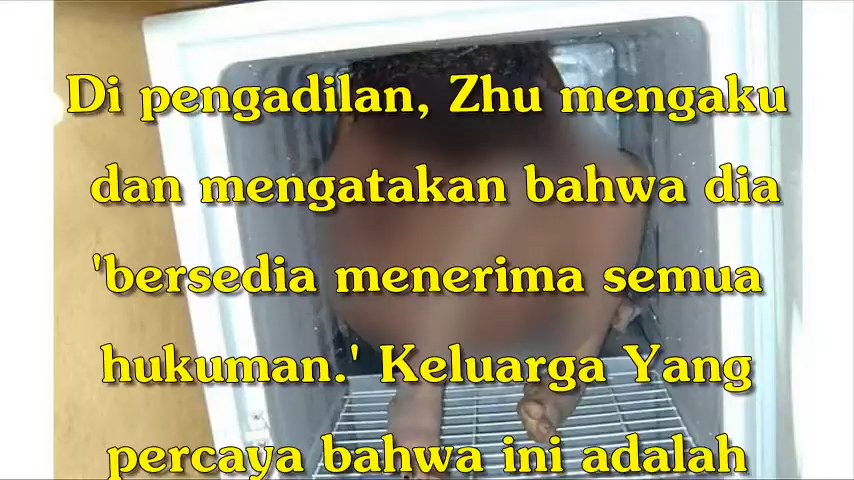 Di pengadilan, Zhu mengaku
dan mengatakan bahwa dia
'bersedia menerima semua
hukuman.' Keluarga Yang
percaya bahwa ini adalah